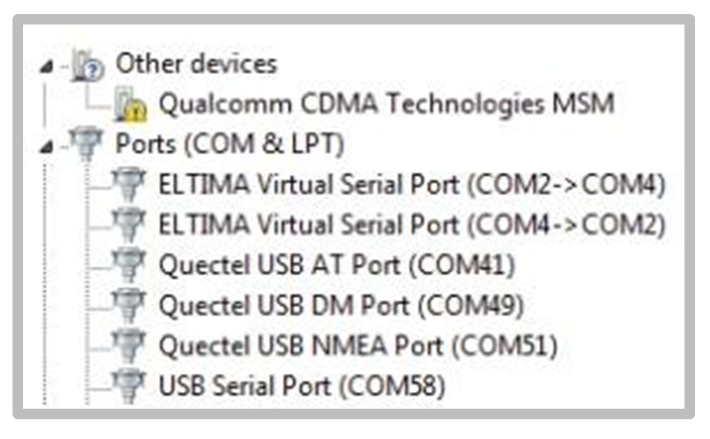 Other devices
Qualcomm CDMA Technologies MSM
Ports (COM & LPT)
ELTIMA Virtual Serial Port (COM2->COM4)
ELTIMA Virtual Serial Port (COM4->COM2)
Quectel USB AT Port (COM41)
Quectel USB DM Port (COM49)
Quectel USB NMEA Port (COM51)
USB Serial Port (COM58)